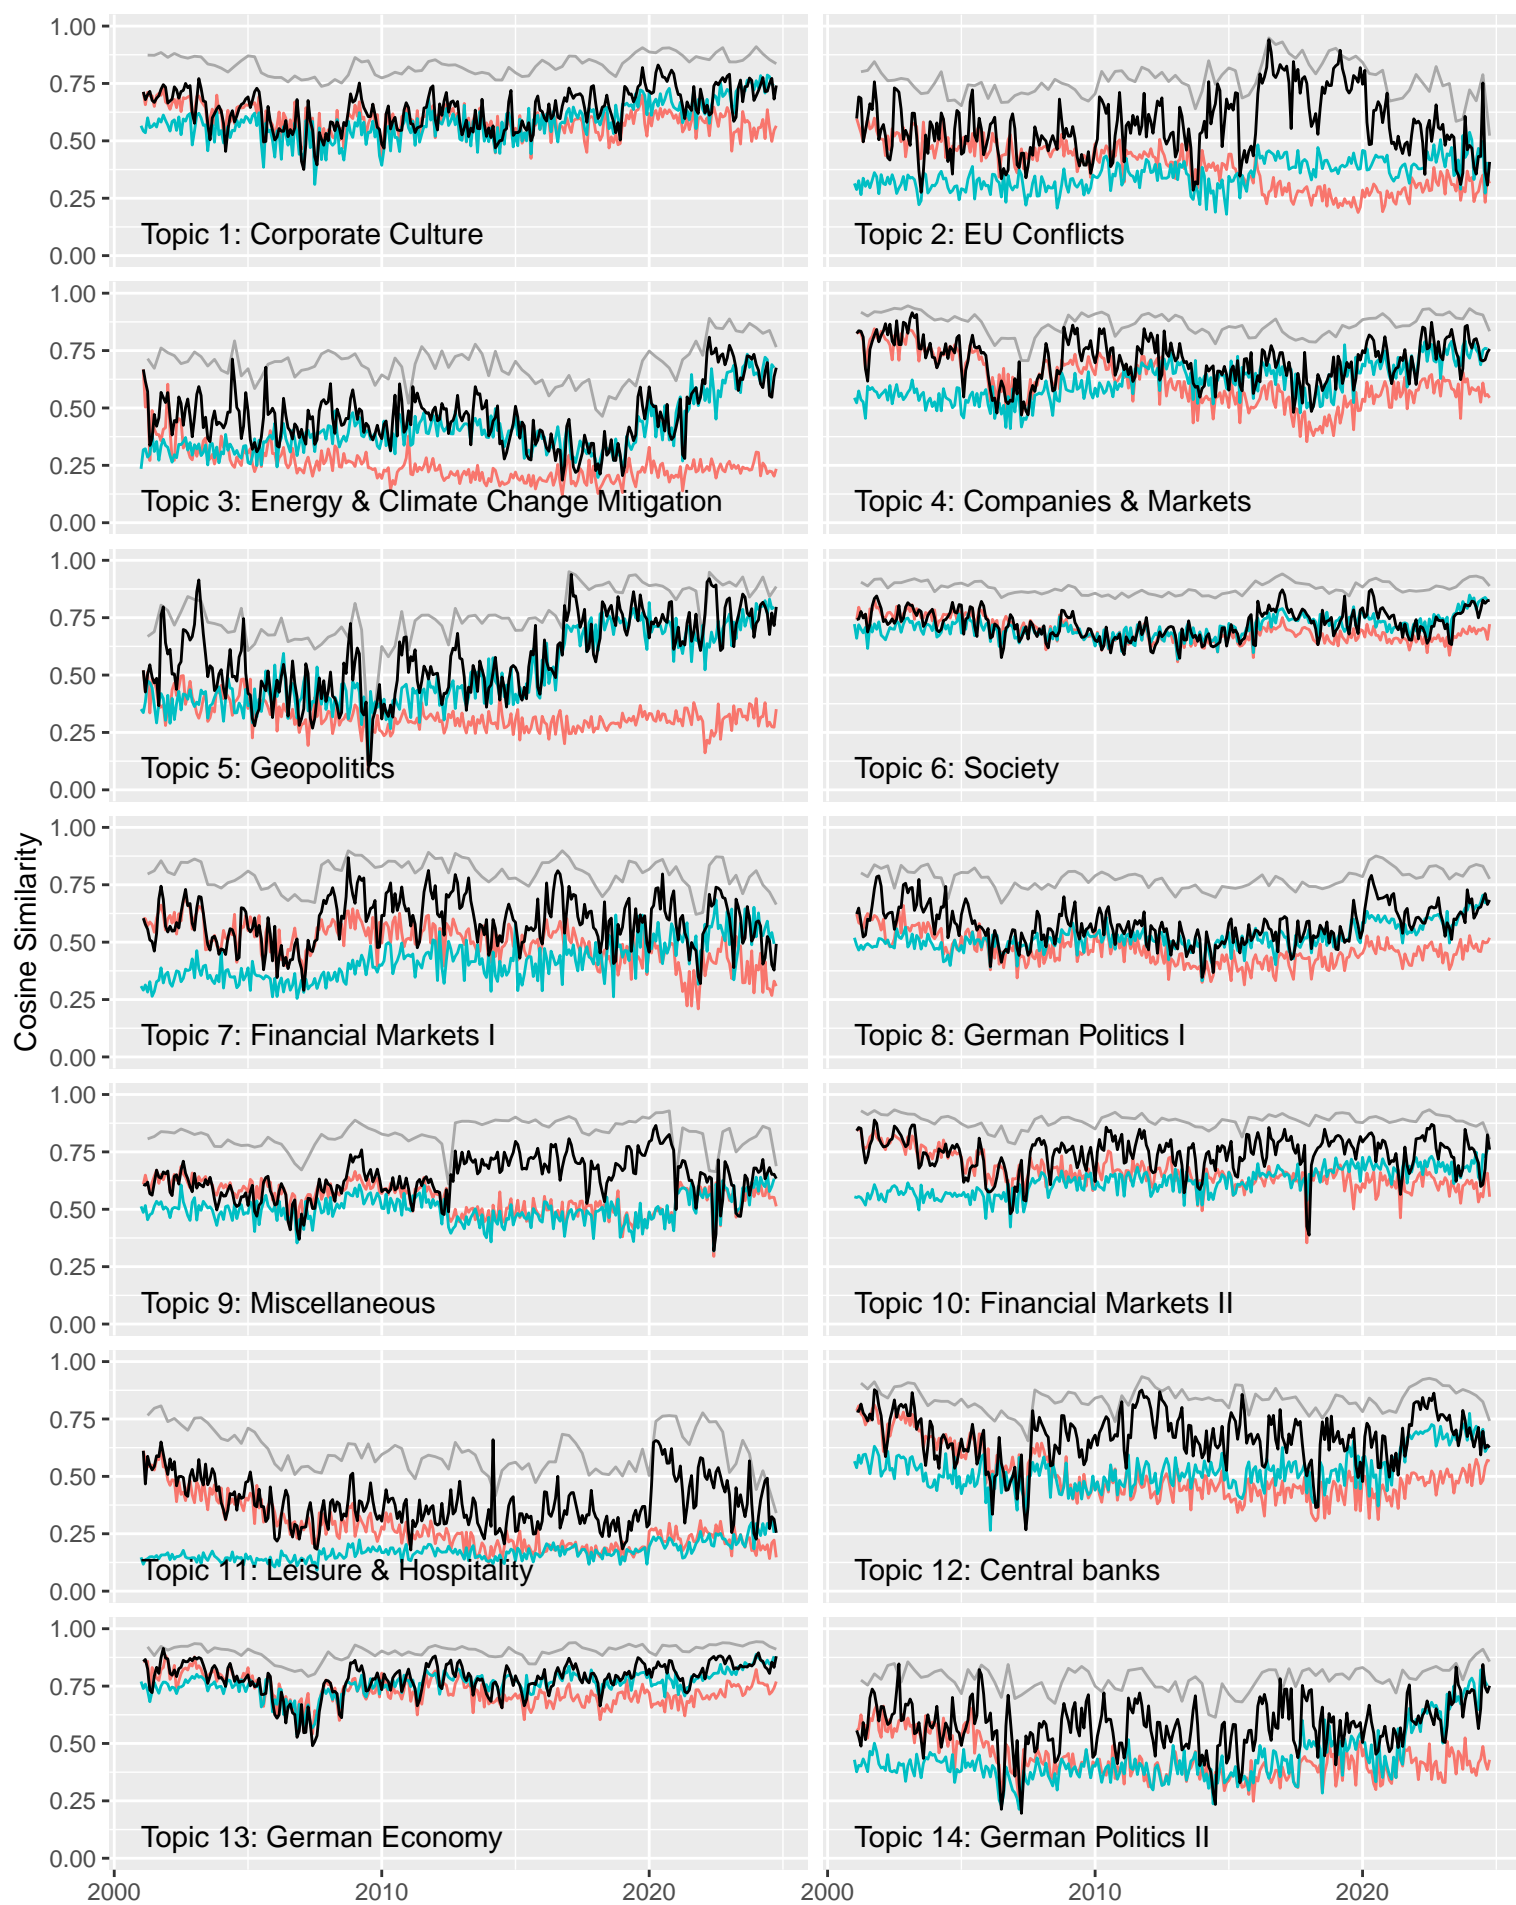 1.00
0.75
0.50
0.25
0.00
Topic 1: Corporate Culture
Topic 2: EU Conflicts
1.00
0.75
0.50
0.25
0.00
Topic 3: Energy & Climate Change Mitigation
Topic 4: Companies & Markets
1.00
0.75
0.50
0.25
0.00
Topic 5: Geopolitics
Topic 6: Society
Cosine Similarity
1.00
0.75
0.50
0.25
0.00
Topic 7: Financial Markets I
Topic 8: German Politics I
1.00
0.75
0.50
0.25
0.00
Topic 9: Miscellaneous
Topic 10: Financial Markets II
1.00
0.75
0.50
0.25
0.00
Topic 11: Leisure & Hospitality
Topic 12: Central banks
1.00
0.75
0.50
0.25
0.00
Topic 13: German Economy
Topic 14: German Politics II
2000 2010 2020 2000 2010 2020